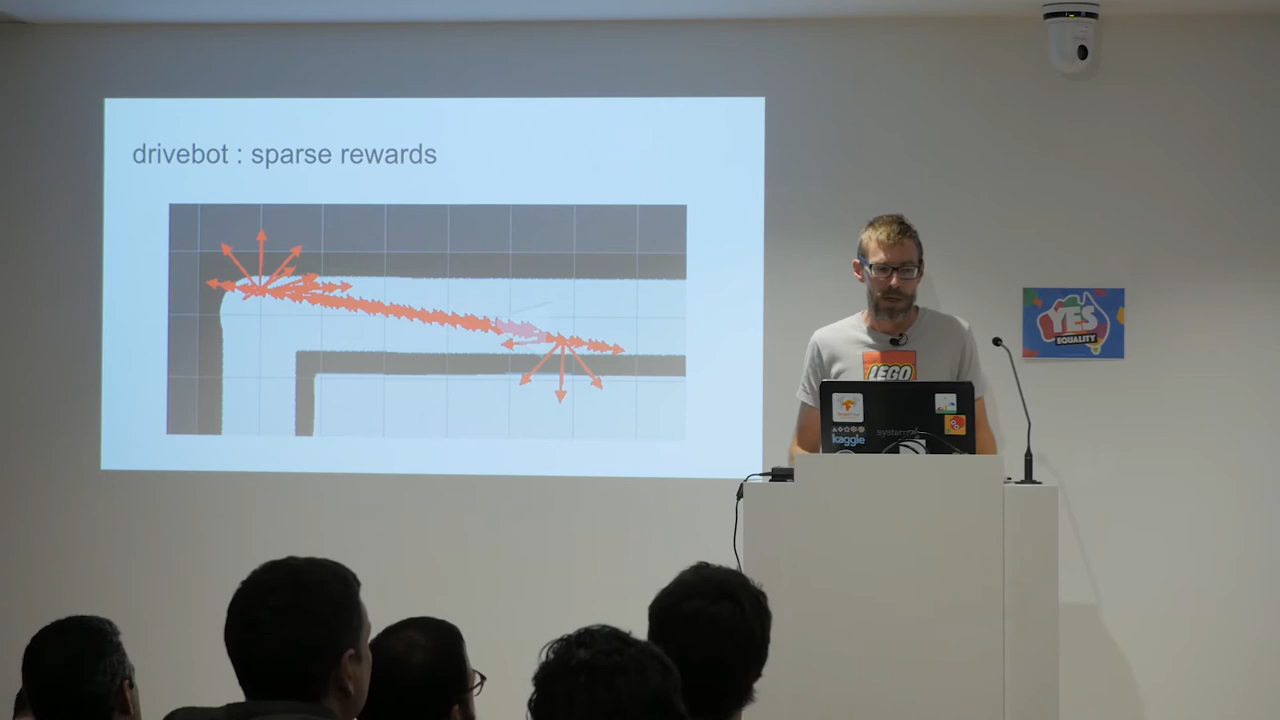 drivebot : sparse rewards
YES
EQUALITY
LEGO
kaggle